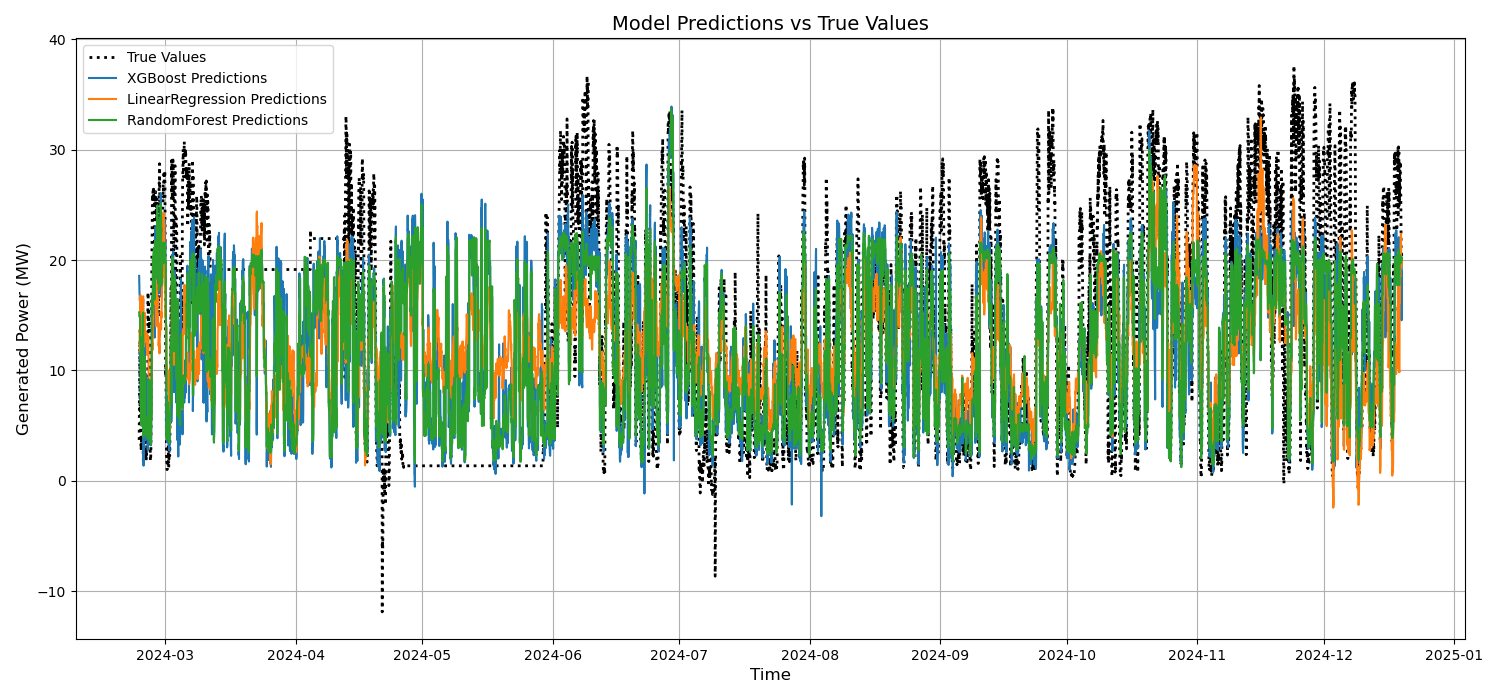 Model Predictions vs True Values
True Values
XGBoost Predictions
LinearRegression Predictions
RandomForest Predictions
Generated Power (MW)
40
30
20
10
0
−10
2024-03 2024-04 2024-05 2024-06 2024-07 2024-08 2024-09 2024-10 2024-11 2024-12 2025-01
Time